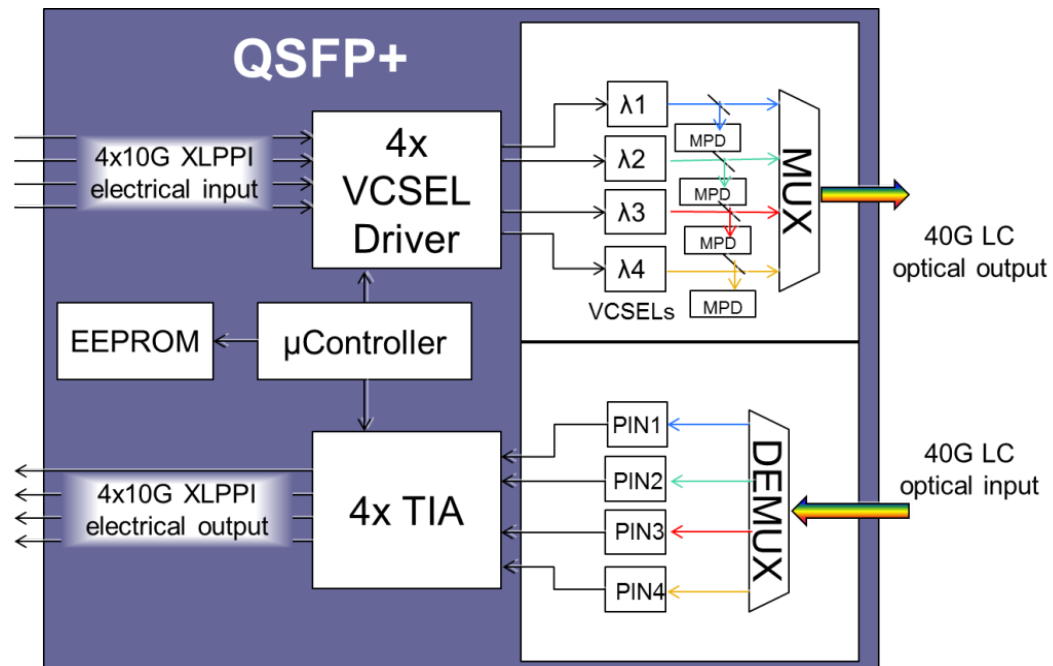 QSFP+
4x10G XLPPI
electrical input
4x
VCSEL
Driver
λ1
λ2
λ3
λ4
VCSELs
MPD
MPD
MPD
MPD
MUX
40G LC
optical output
EEPROM
µController
4x10G XLPPI
electrical output
4x TIA
PIN1
PIN2
PIN3
PIN4
DEMUX
40G LC
optical input